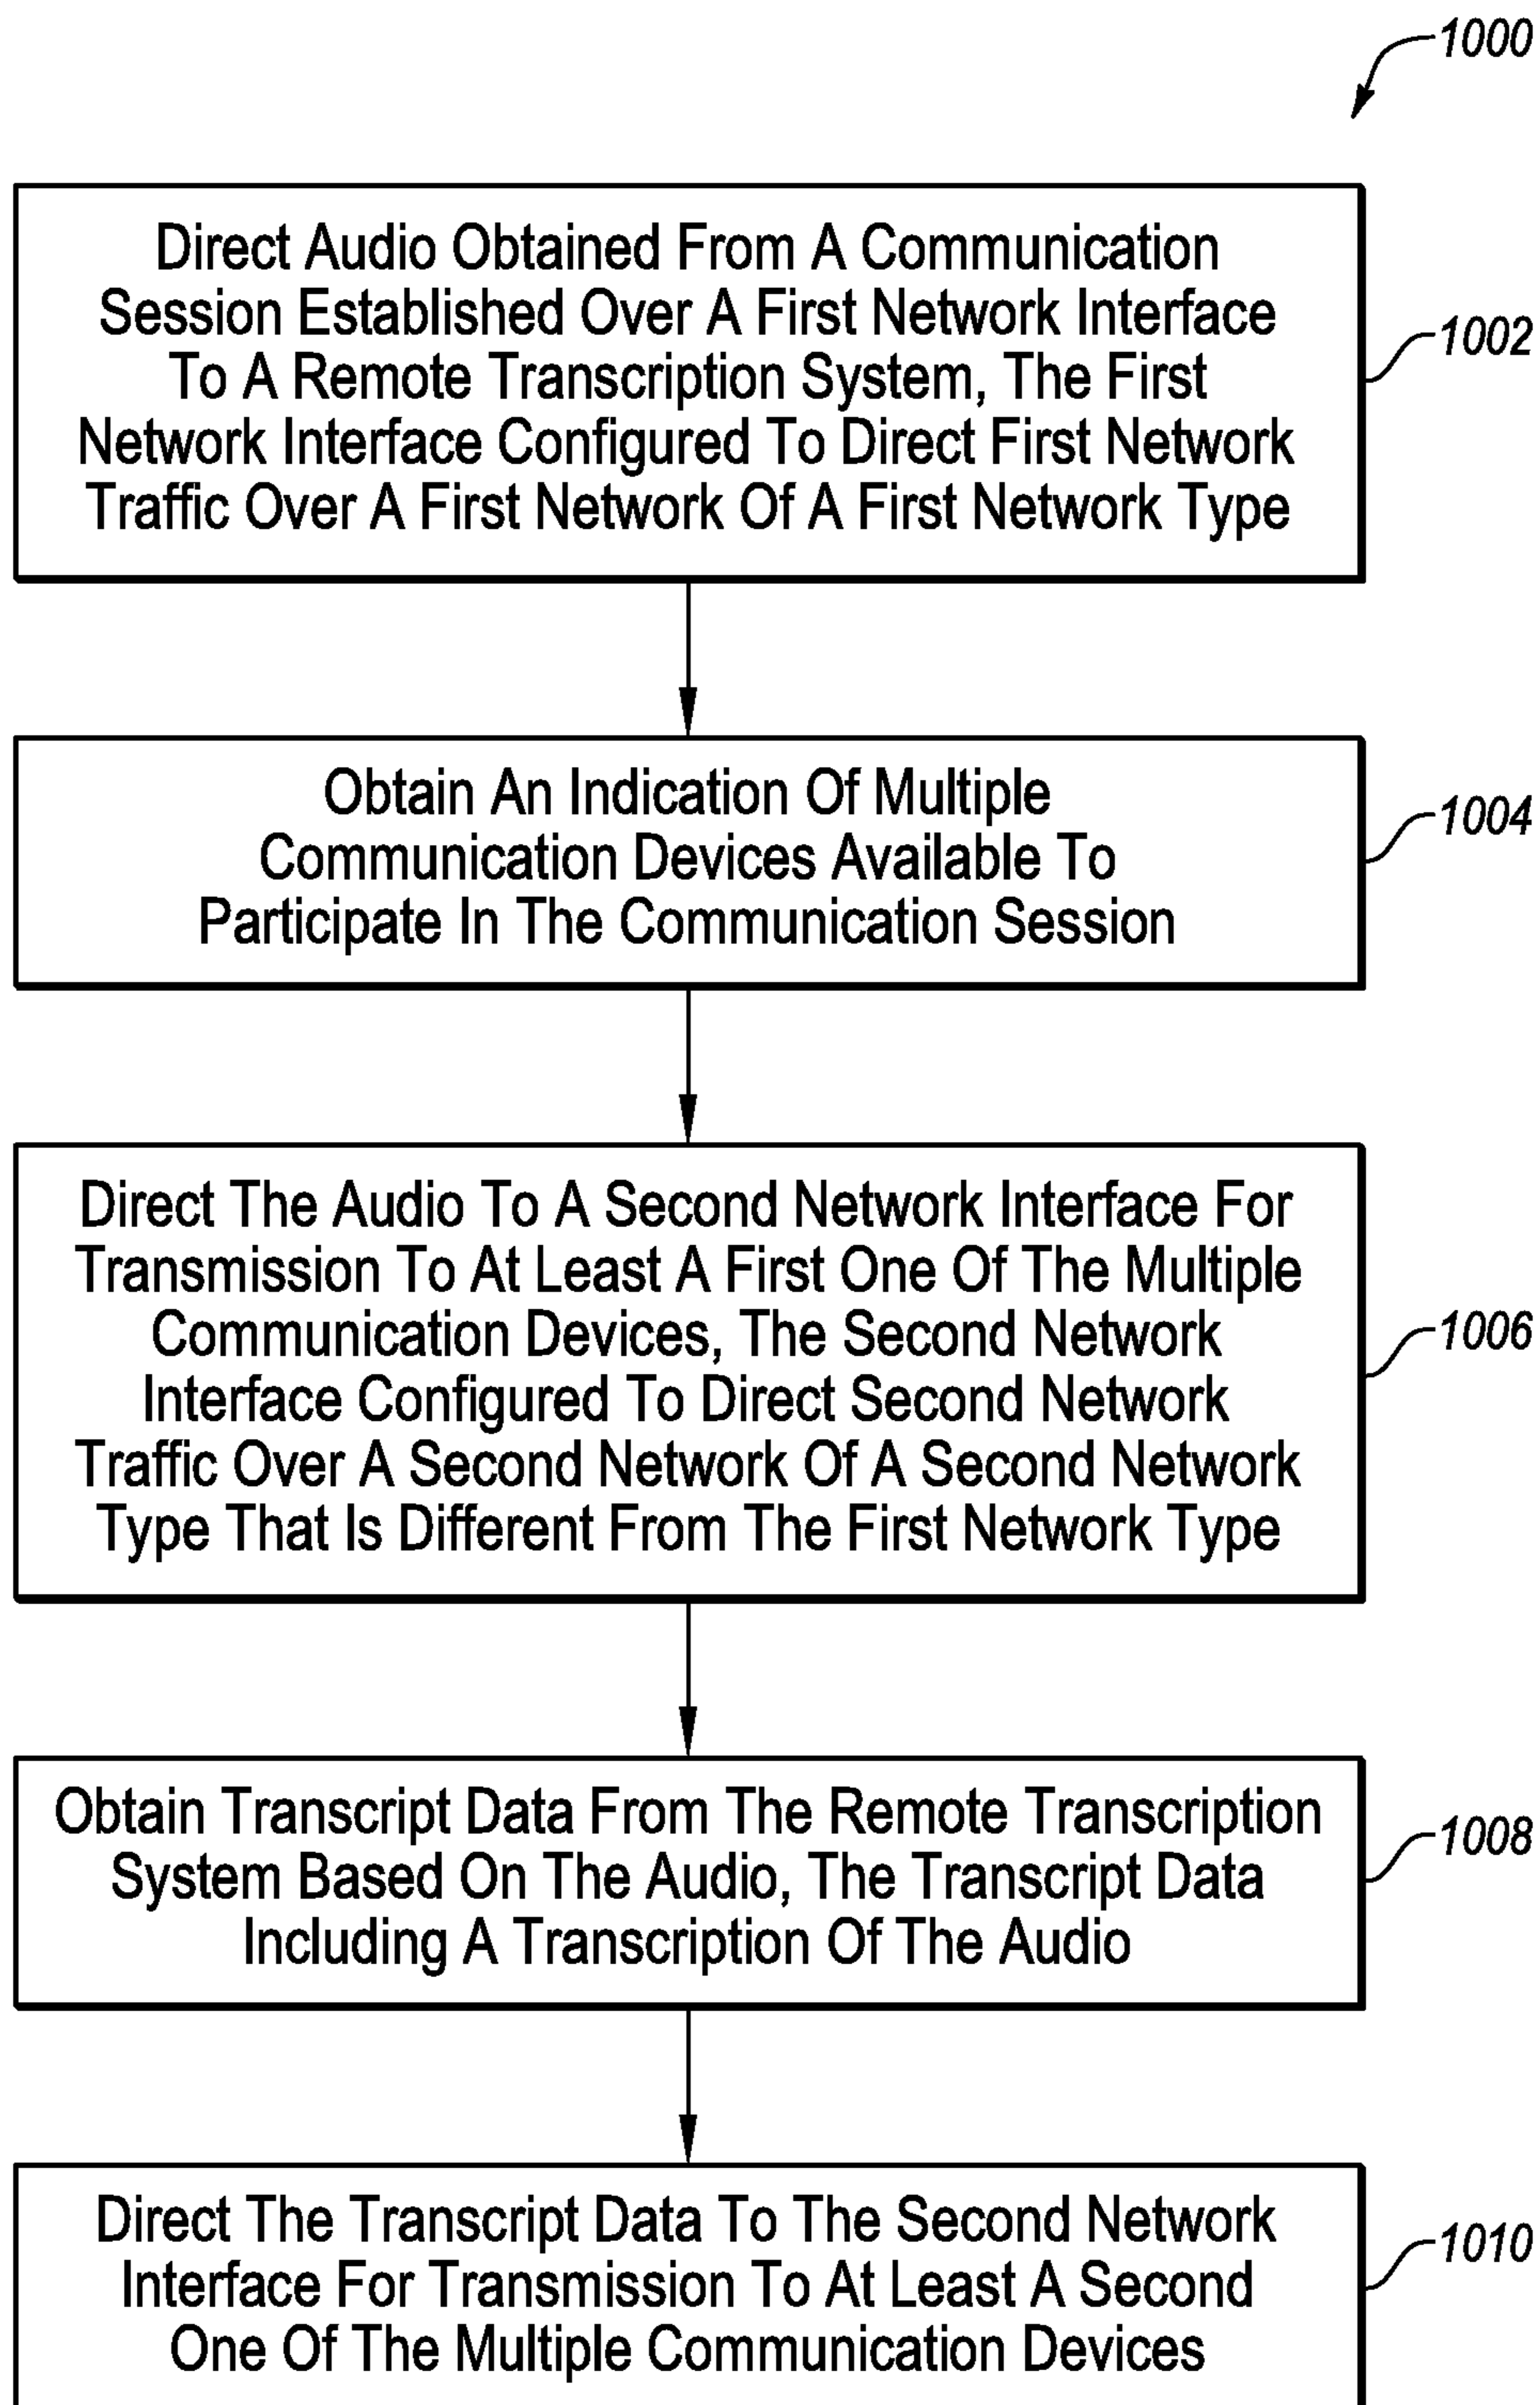 1000
Direct Audio Obtained From A Communication
Session Established Over A First Network Interface
To A Remote Transcription System, The First
Network Interface Configured To Direct First Network
Traffic Over A First Network Of A First Network Type
1002
Obtain An Indication Of Multiple
Communication Devices Available To
Participate In The Communication Session
1004
Direct The Audio To A Second Network Interface For
Transmission To At Least A First One Of The Multiple
Communication Devices, The Second Network
Interface Configured To Direct Second Network
Traffic Over A Second Network Of A Second Network
Type That Is Different From The First Network Type
1006
Obtain Transcript Data From The Remote Transcription
System Based On The Audio, The Transcript Data
Including A Transcription Of The Audio
1008
Direct The Transcript Data To The Second Network
Interface For Transmission To At Least A Second
One Of The Multiple Communication Devices
1010